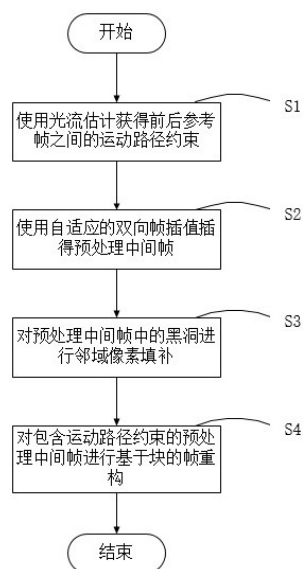 开始
S1
使用光流估计获得前后参考
帧之间的运动路径约束
S2
使用自适应的双向帧插值插
得预处理中间帧
S3
对预处理中间帧中的黑洞进
行邻域像素填补
S4
对包含运动路径约束的预处
理中间帧进行基于块的帧重
构
结束